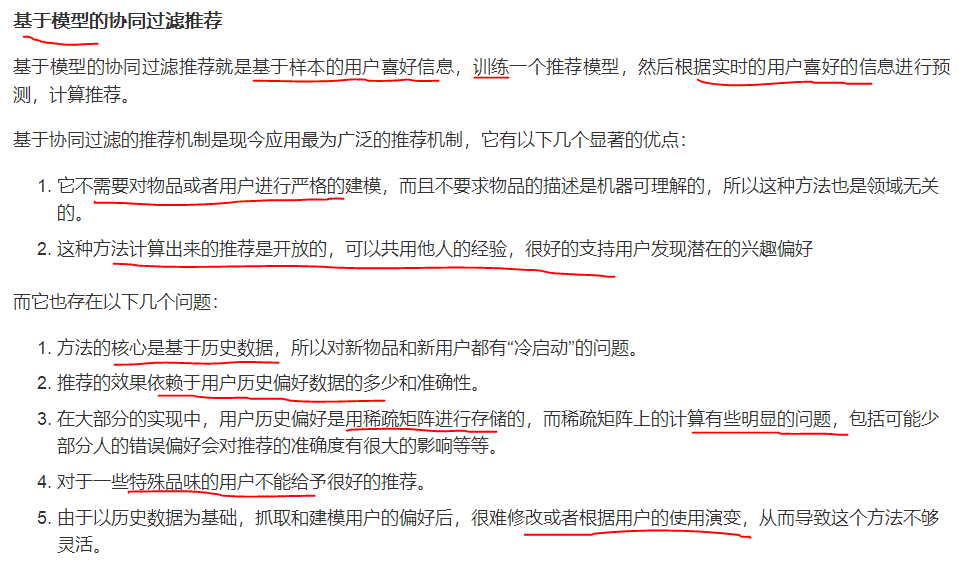 基于模型的协同过滤推荐
基于模型的协同过滤推荐就是基于样本的用户喜好信息，训练一个推荐模型，然后根据实时的用户喜好的信息进行预
测，计算推荐。
基于协同过滤的推荐机制是现今应用最为广泛的推荐机制，它有以下几个显著的优点：
1. 它不需要对物品或者用户进行严格的建模，而且不要求物品的描述是机器可理解的，所以这种方法也是领域无关
的。
2. 这种方法计算出来的推荐是开放的，可以共用他人的经验，很好的支持用户发现潜在的兴趣偏好
而它也存在以下几个问题：
1. 方法的核心是基于历史数据，所以对新物品和新用户都有“冷启动”的问题。
2. 推荐的效果依赖于用户历史偏好数据的多少和准确性。
3. 在大部分的实现中，用户历史偏好是用稀疏矩阵进行存储的，而稀疏矩阵上的计算有些明显的问题，包括可能少
部分人的错误偏好会对推荐的准确度有很大的影响等等。
4. 对于一些特殊品味的用户不能给予很好的推荐。
5. 由于以历史数据为基础，抓取和建模用户的偏好后，很难修改或者根据用户的使用演变，从而导致这个方法不够
灵活。